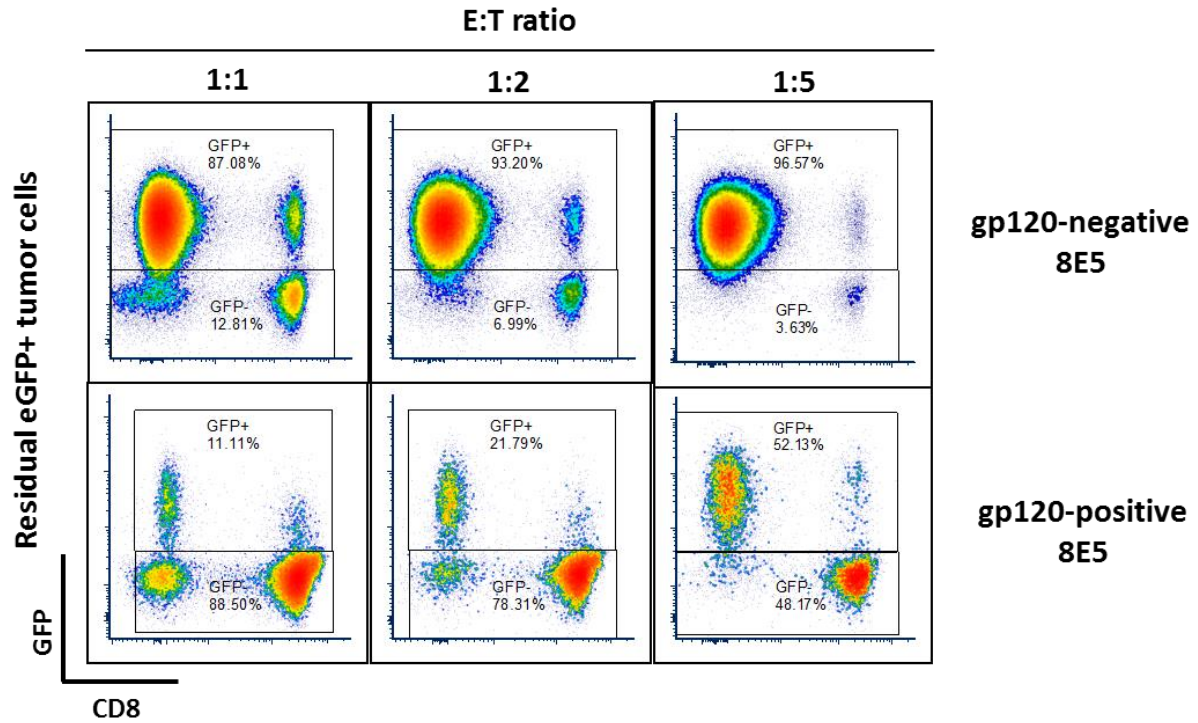 E:T ratio
1:1
1:2
1:5
GFP+
87.08%
GFP-
12.81%
GFP+
93.20%
GFP-
6.99%
GFP+
96.57%
GFP-
3.63%
gp120-negative
8E5
GFP+
11.11%
GFP-
88.50%
GFP+
21.79%
GFP-
78.31%
GFP+
52.13%
GFP-
48.17%
gp120-positive
8E5
Residual eGFP+ tumor cells
GFP
CD8